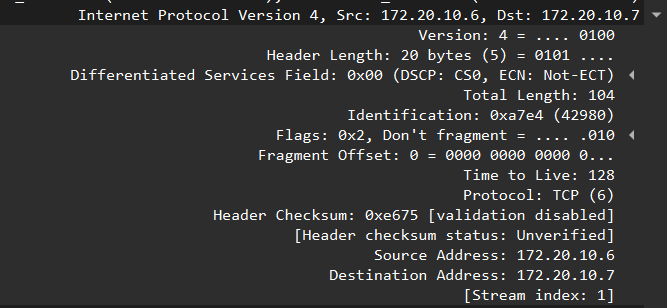 Internet Protocol Version 4, Src: 172.20.10.6, Dst: 172.20.10.7
Version: 4 = .... 0100
Header Length: 20 bytes (5) = 0101 ....
Differentiated Services Field: 0x00 (DSCP: CS0, ECN: Not-ECT)
Total Length: 104
Identification: 0xa7e4 (42980)
Flags: 0x2, Don't fragment = .... .010
Fragment Offset: 0 = 0000 0000 0000 0...
Time to Live: 128
Protocol: TCP (6)
Header Checksum: 0xe675 [validation disabled]
[Header checksum status: Unverified]
Source Address: 172.20.10.6
Destination Address: 172.20.10.7
[Stream index: 1]